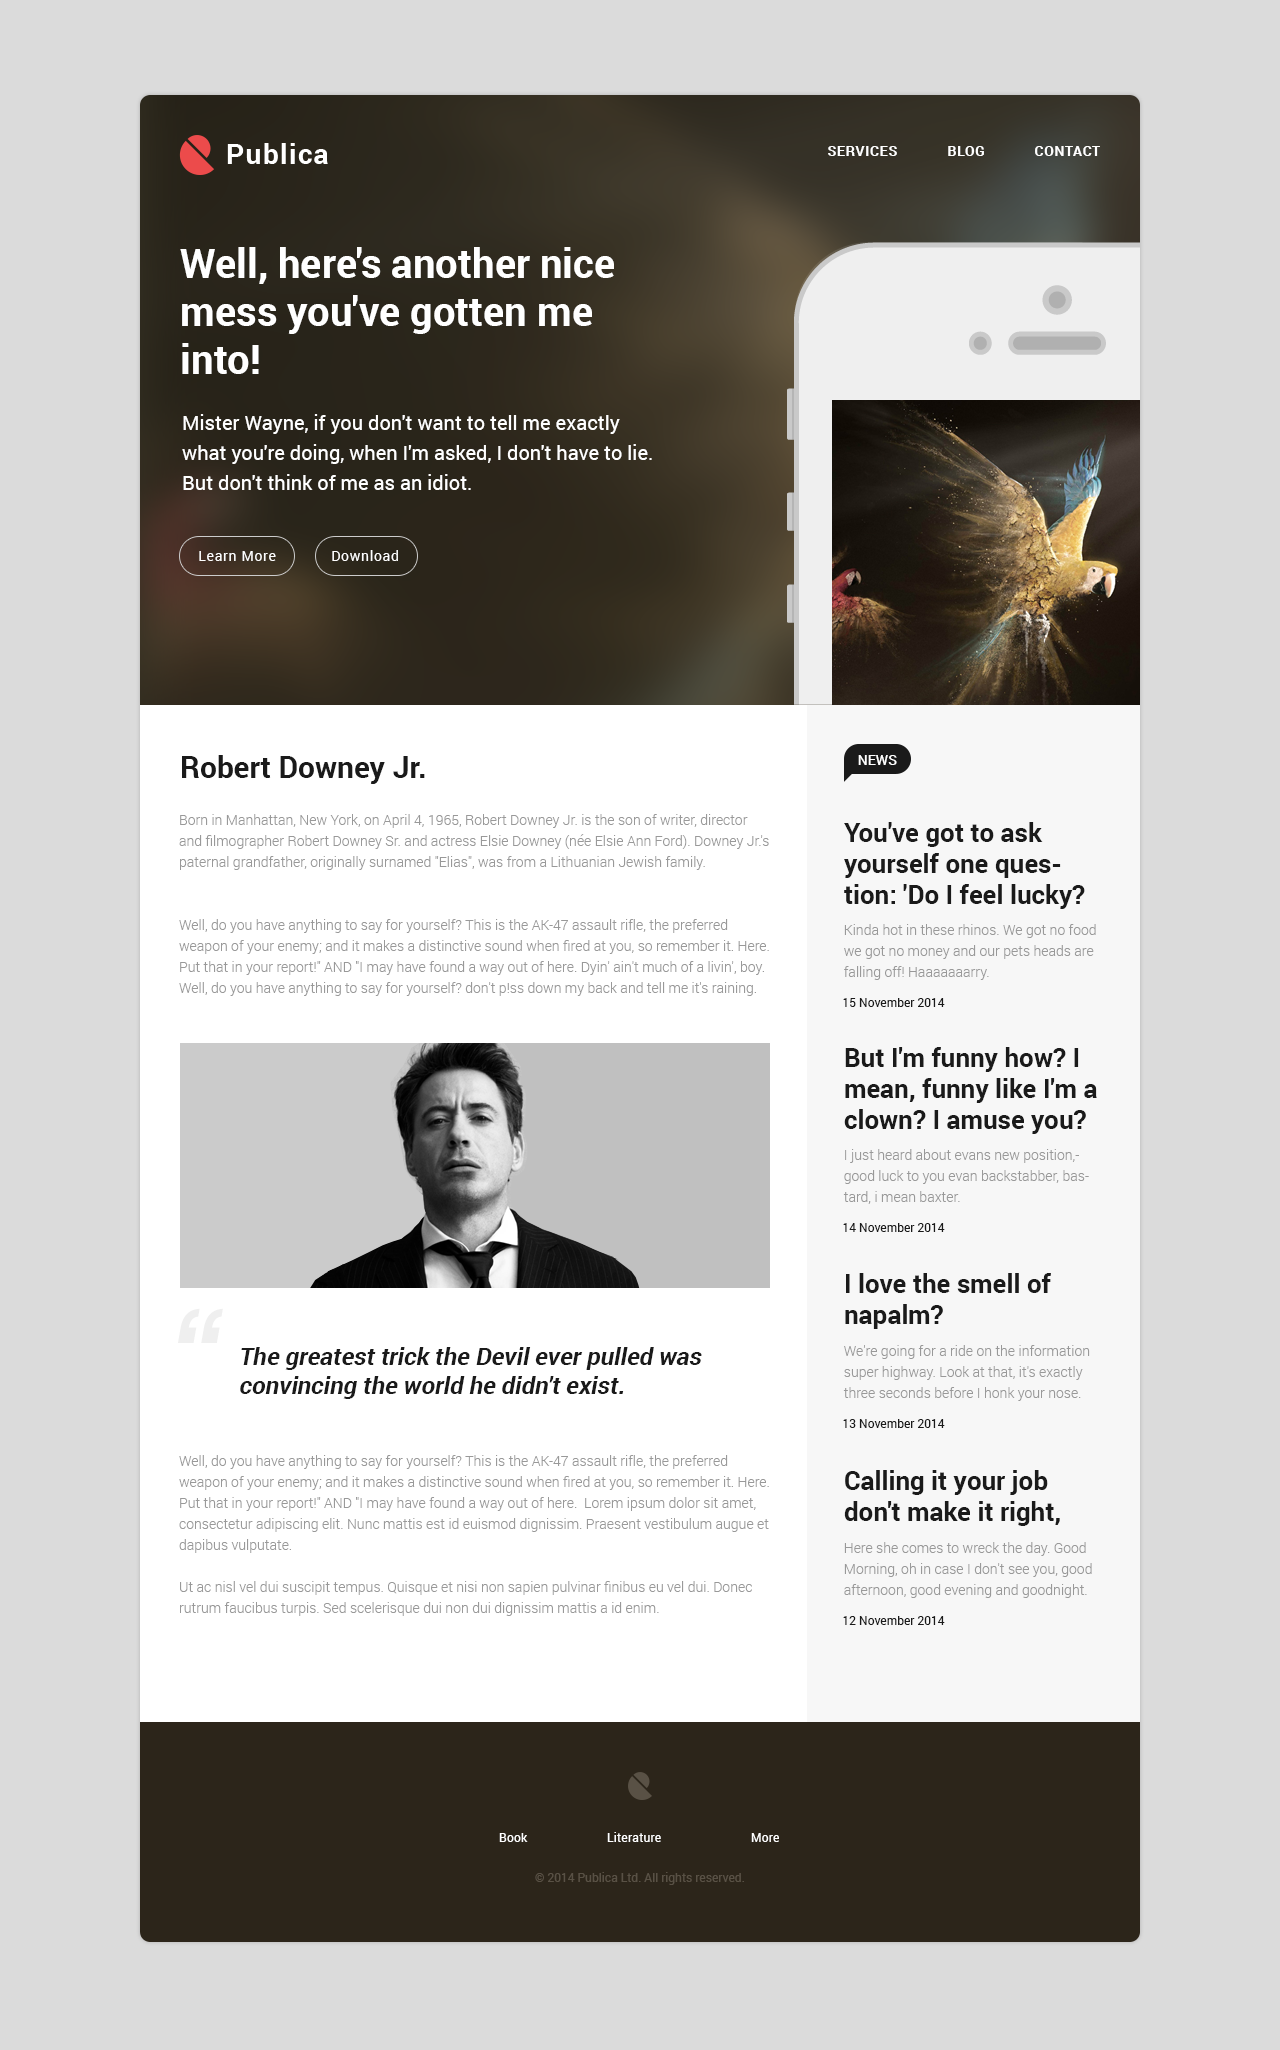 Publica
SERVICES BLOG CONTACT
Well, here's another nice
mess you've gotten me
into!
Mister Wayne, if you don't want to tell me exactly
what you're doing, when I'm asked, I don't have to lie.
But don't think of me as an idiot.
Learn More Download
Robert Downey Jr.
Born in Manhattan, New York, on April 4, 1965, Robert Downey Jr. is the son of writer, director
and filmographer Robert Downey Sr. and actress Elsie Downey (née Elsie Ann Ford). Downey Jr.'s
paternal grandfather, originally surnamed "Elias", was from a Lithuanian Jewish family.
Well, do you have anything to say for yourself? This is the AK-47 assault rifle, the preferred
weapon of your enemy; and it makes a distinctive sound when fired at you, so remember it. Here.
Put that in your report!" AND "I may have found a way out of here. Dyin' ain't much of a livin', boy.
Well, do you have anything to say for yourself? don't p!ss down my back and tell me it's raining.
“
The greatest trick the Devil ever pulled was
convincing the world he didn't exist.
Well, do you have anything to say for yourself? This is the AK-47 assault rifle, the preferred
weapon of your enemy; and it makes a distinctive sound when fired at you, so remember it. Here.
Put that in your report!" AND "I may have found a way out of here.  Lorem ipsum dolor sit amet,
consectetur adipiscing elit. Nunc mattis est id euismod dignissim. Praesent vestibulum augue et
dapibus vulputate.
Ut ac nisl vel dui suscipit tempus. Quisque et nisi non sapien pulvinar finibus eu vel dui. Donec
rutrum faucibus turpis. Sed scelerisque dui non dui dignissim mattis a id enim.
NEWS
You've got to ask
yourself one ques-
tion: 'Do I feel lucky?
Kinda hot in these rhinos. We got no food
we got no money and our pets heads are
falling off! Haaaaaaarry.
15 November 2014
But I'm funny how? I
mean, funny like I'm a
clown? I amuse you?
I just heard about evans new position,-
good luck to you evan backstabber, bas-
tard, i mean baxter.
14 November 2014
I love the smell of
napalm?
We're going for a ride on the information
super highway. Look at that, it's exactly
three seconds before I honk your nose.
13 November 2014
Calling it your job
don't make it right,
Here she comes to wreck the day. Good
Morning, oh in case I don't see you, good
afternoon, good evening and goodnight.
12 November 2014
Book Literature More
© 2014 Publica Ltd. All rights reserved.